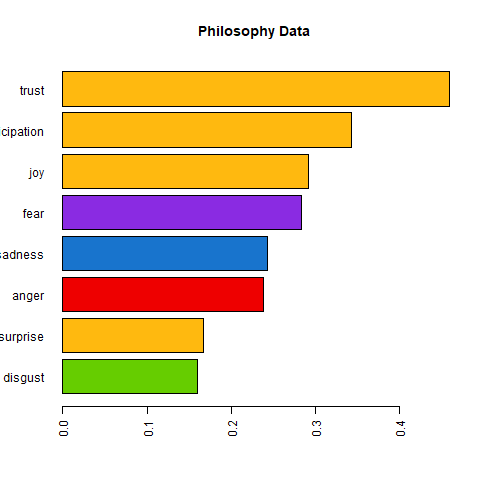 Philosophy Data
trust
cipation
joy
fear
sadness
anger
surprise
disgust
0.0 0.1 0.2 0.3 0.4